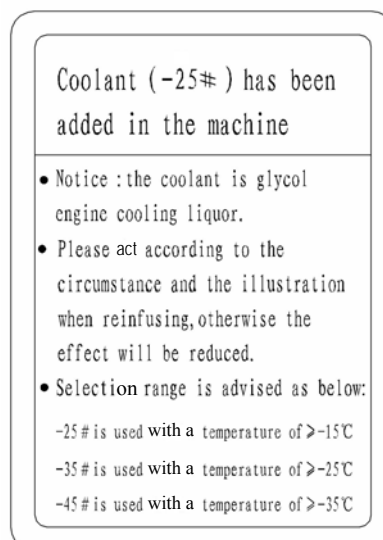 Coolant (-25#) has been
added in the machine
● Notice : the coolant is glycol
engine cooling liquor.
● Please act according to the
circumstance and the illustration
when reinfusing, otherwise the
effect will be reduced.
● Selection range is advised as below:
-25# is used with a temperature of ≥-15℃
-35# is used with a temperature of ≥-25℃
-45# is used with a temperature of ≥-35℃